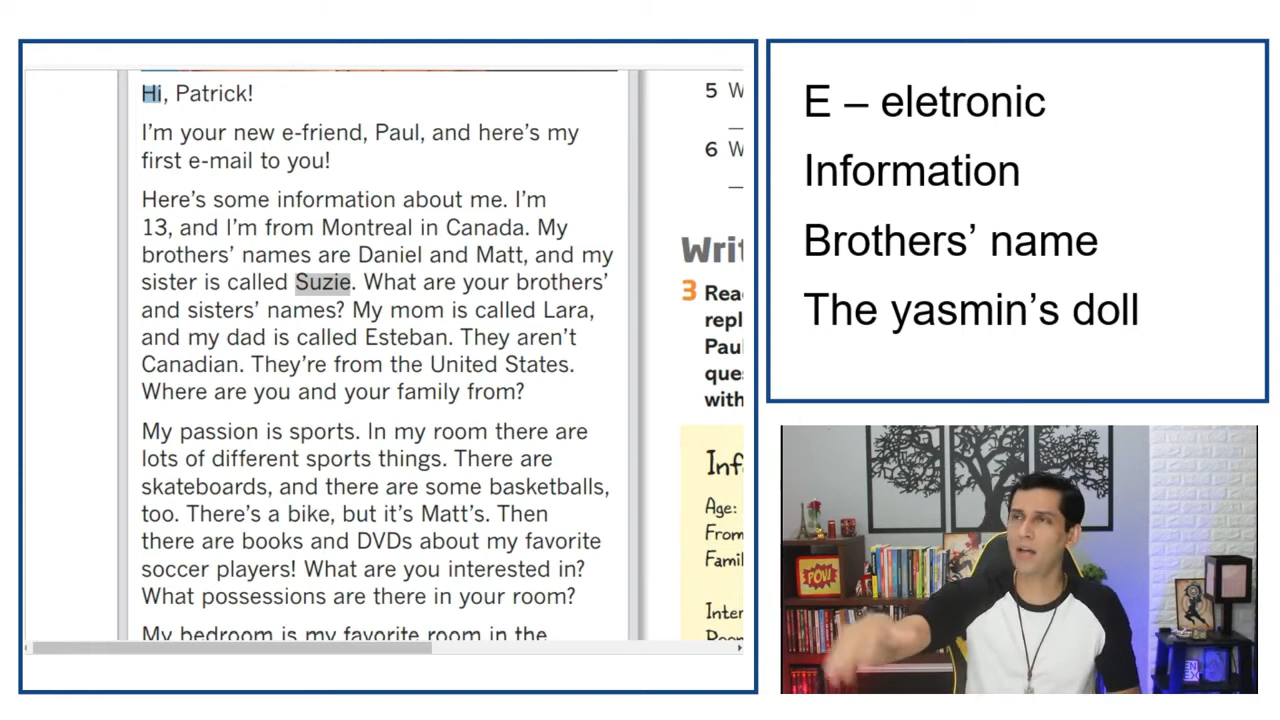 Hi, Patrick!
I'm your new e-friend, Paul, and here's my
first e-mail to you!
Here's some information about me. I'm
13, and I'm from Montreal in Canada. My
brothers' names are Daniel and Matt, and my
sister is called Suzie. What are your brothers'
and sisters' names? My mom is called Lara,
and my dad is called Esteban. They aren't
Canadian. They're from the United States.
Where are you and your family from?
My passion is sports. In my room there are
lots of different sports things. There are
skateboards, and there are some basketballs,
too. There's a bike, but it's Matt's. Then
there are books and DVDs about my favorite
soccer players! What are you interested in?
What possessions are there in your room?
My bedroom is my favorite room in the
5 W
6 W
Writ
3 Rea
repl
Pau
que
with
Inf
Age:
From
Famil
Inter
E – eletronic
Information
Brothers' name
The yasmin's doll
POW